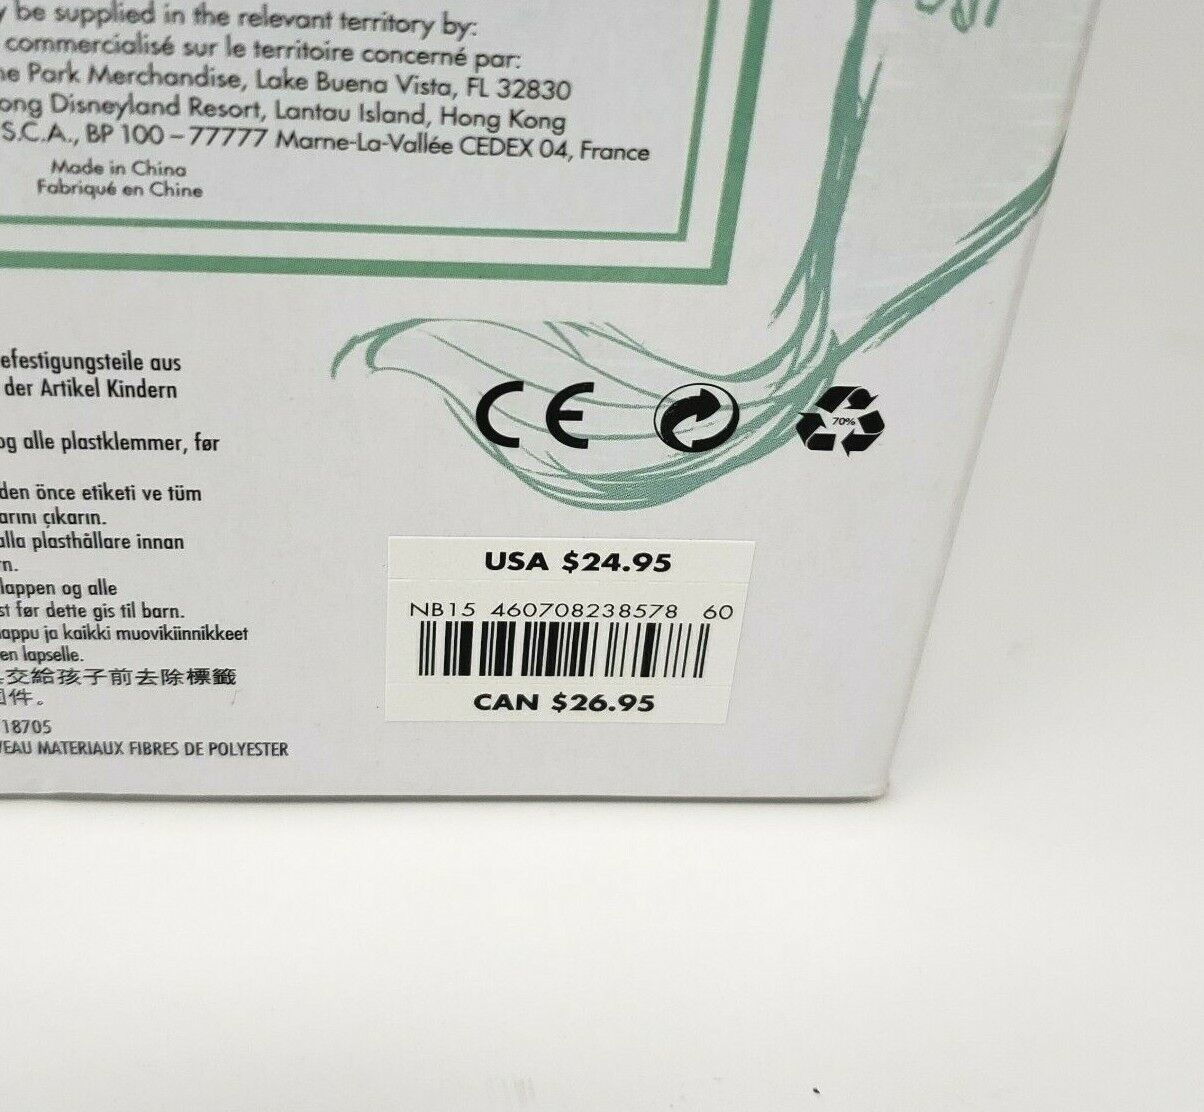 be supplied in the relevant territory by:
commercialisé sur le territoire concerné par:
Park Merchandise, Lake Buena Vista, FL 32830
Disneyland Resort, Lantau Island, Hong Kong
S.C.A., BP 100 – 77777 Marne-La-Vallée CEDEX 04, France
Made in China
Fabriqué en Chine
efestigungsteile aus
der Artikel Kindern
og alle plastklemmer, før
den önce etiketi ve tüm
arını çıkarın.
alla plasthållare innan
lappen og alle
st før dette gis til barn.
appu ja kaikki muovikiinnikkeet
en lapselle.
交給孩子前去除標籤
件。
18705
EAU MATERIAUX FIBRES DE POLYESTER
CE
70%
USA $24.95
NB15 460708238578 60
CAN $26.95